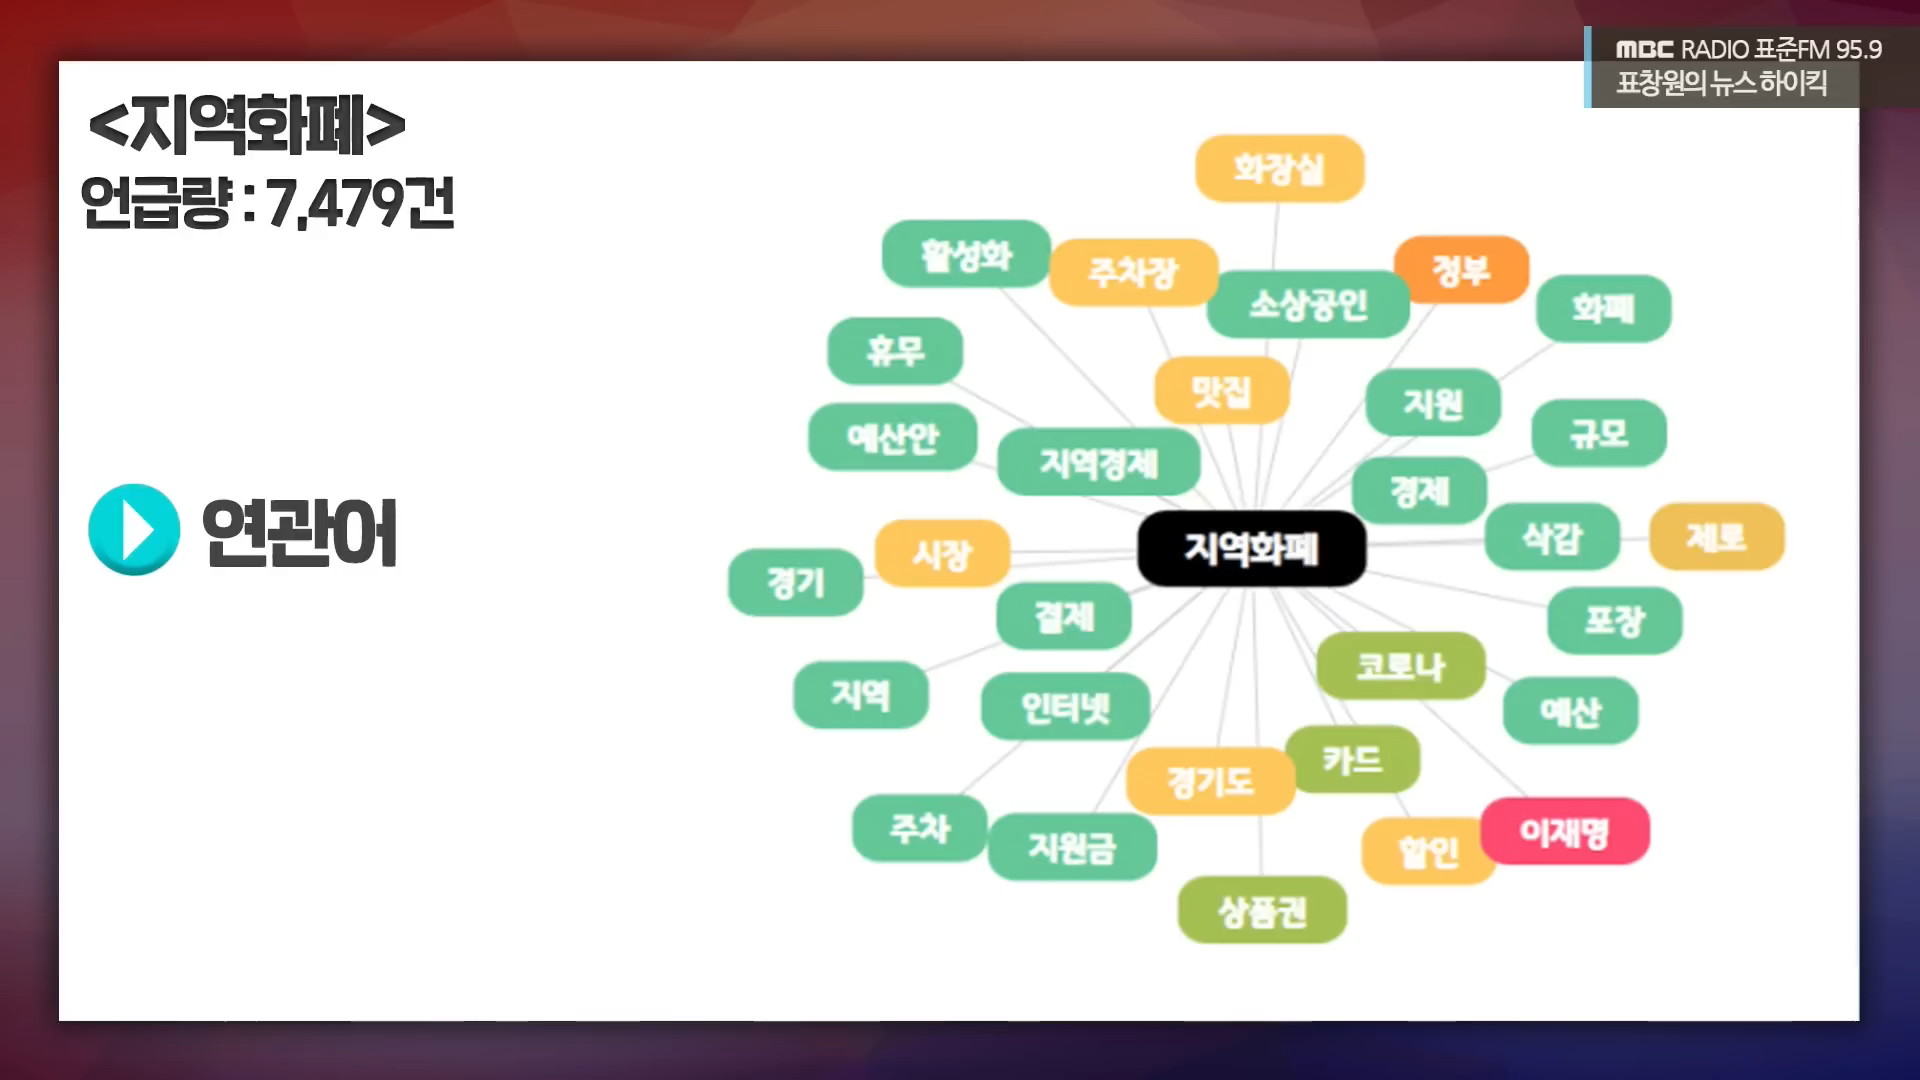 MBC RADIO 표준FM 95.9
표창원의 뉴스 하이킥
<지역화폐>
언급량 : 7,479건
연관어
화장실
활성화
주차장
소상공인
정부
화폐
휴무
맛집
지원
예산안
지역경제
규모
경제
지역화폐
삭감
제로
시장
경기
결제
포장
코로나
지역
인터넷
예산
경기도
카드
주차
지원금
할인
이재명
상품권